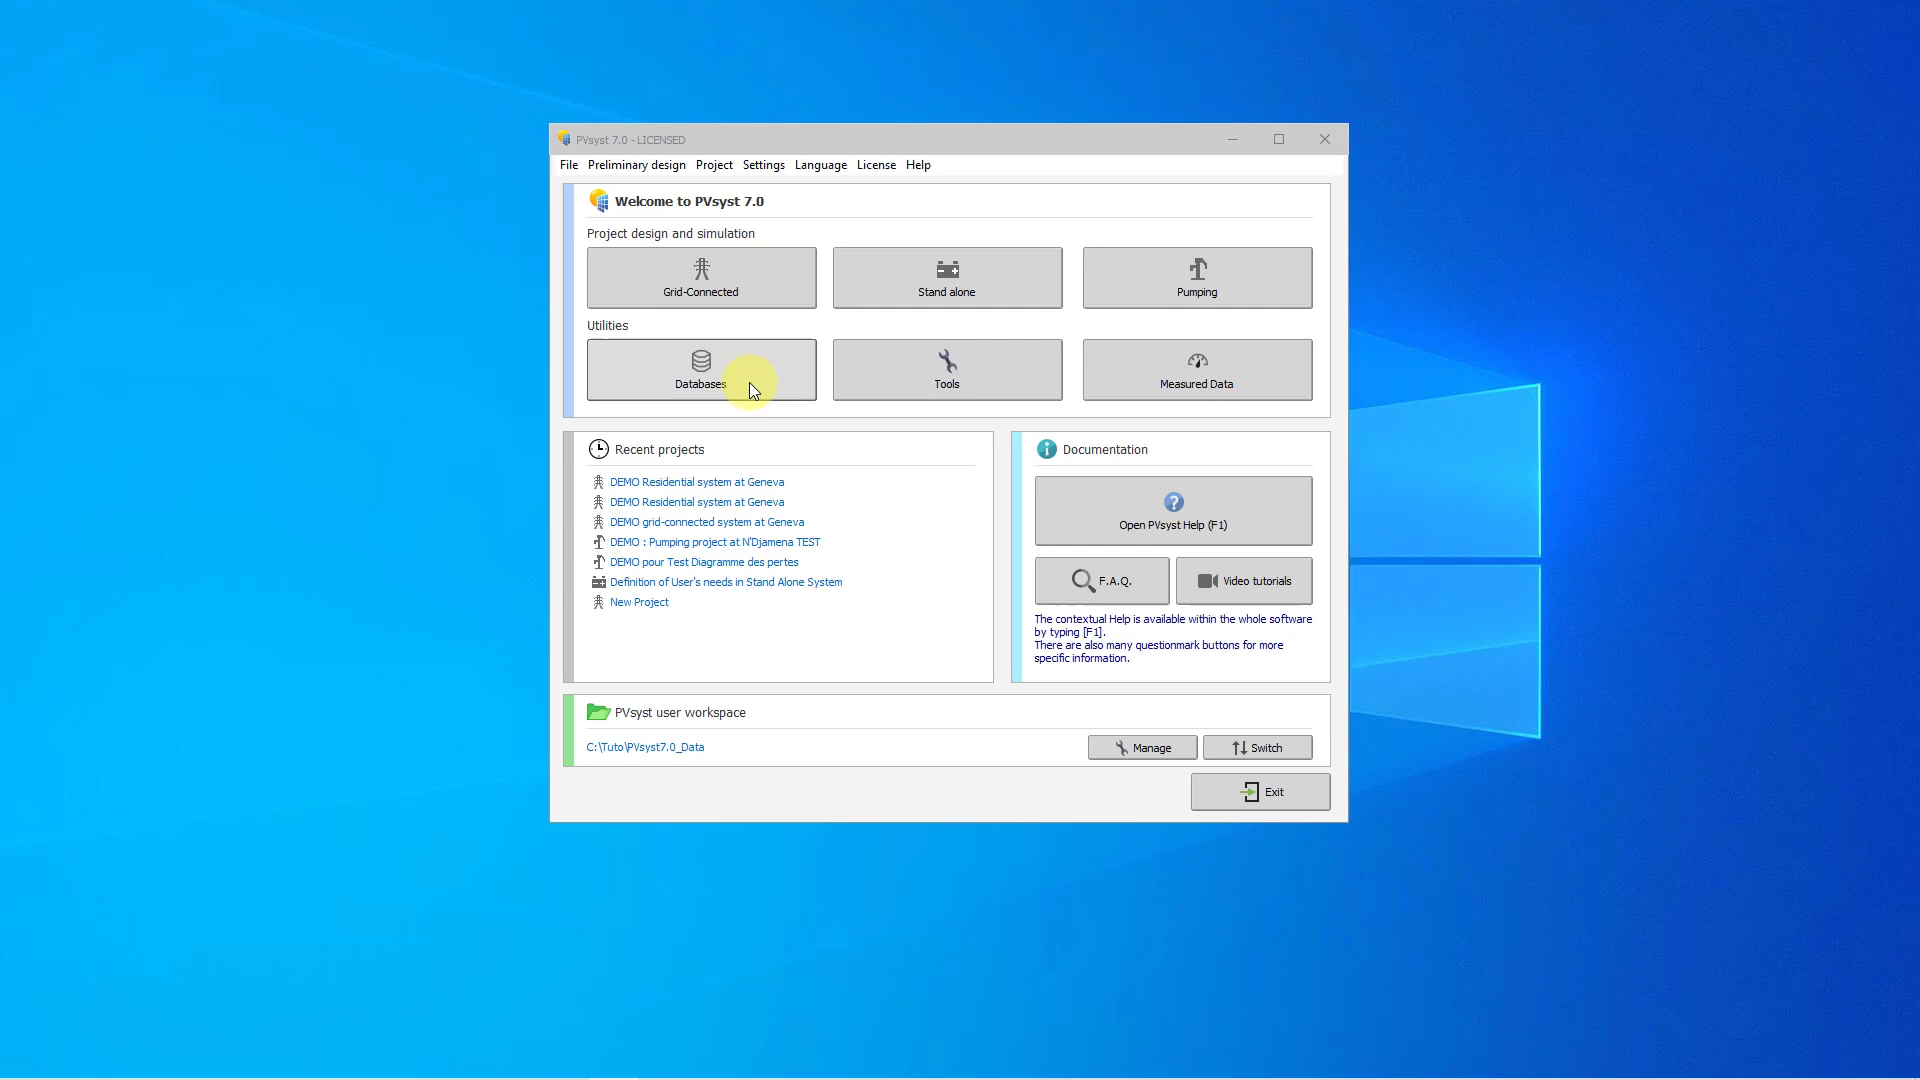 PVsyst 7.0 - LICENSED
File Preliminary design Project Settings Language License Help
Welcome to PVsyst 7.0
Project design and simulation
Grid-Connected
Stand alone
Pumping
Utilities
Databases
Tools
Measured Data
Recent projects
DEMO Residential system at Geneva
DEMO Residential system at Geneva
DEMO grid-connected system at Geneva
DEMO : Pumping project at N'Djamena TEST
DEMO pour Test Diagramme des pertes
Definition of User's needs in Stand Alone System
New Project
Documentation
Open PVsyst Help (F1)
F.A.Q.
Video tutorials
The contextual Help is available within the whole software
by typing [F1].
There are also many questionmark buttons for more
specific information.
PVsyst user workspace
C:\Tuto\PVsyst7.0_Data
Manage
Switch
Exit